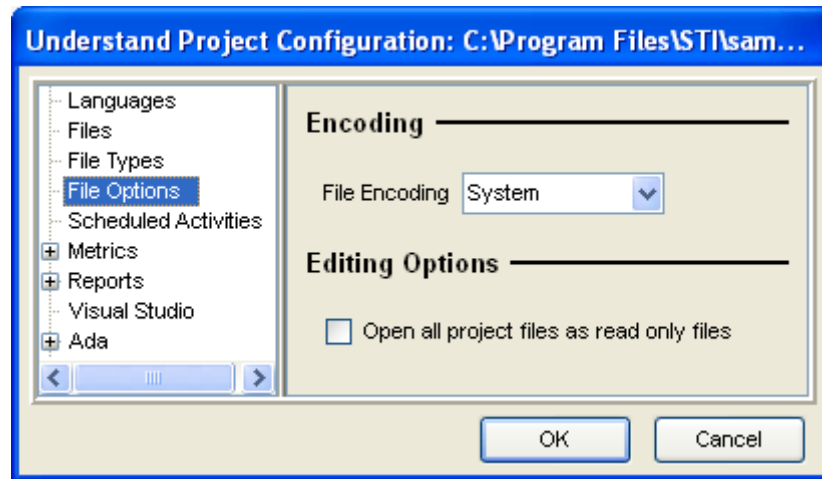 Understand Project Configuration: C:\Program Files\STI\sam...
Languages
Files
File Types
File Options
Scheduled Activities
Metrics
Reports
Visual Studio
Ada
Encoding
File Encoding System
Editing Options
Open all project files as read only files
OK Cancel